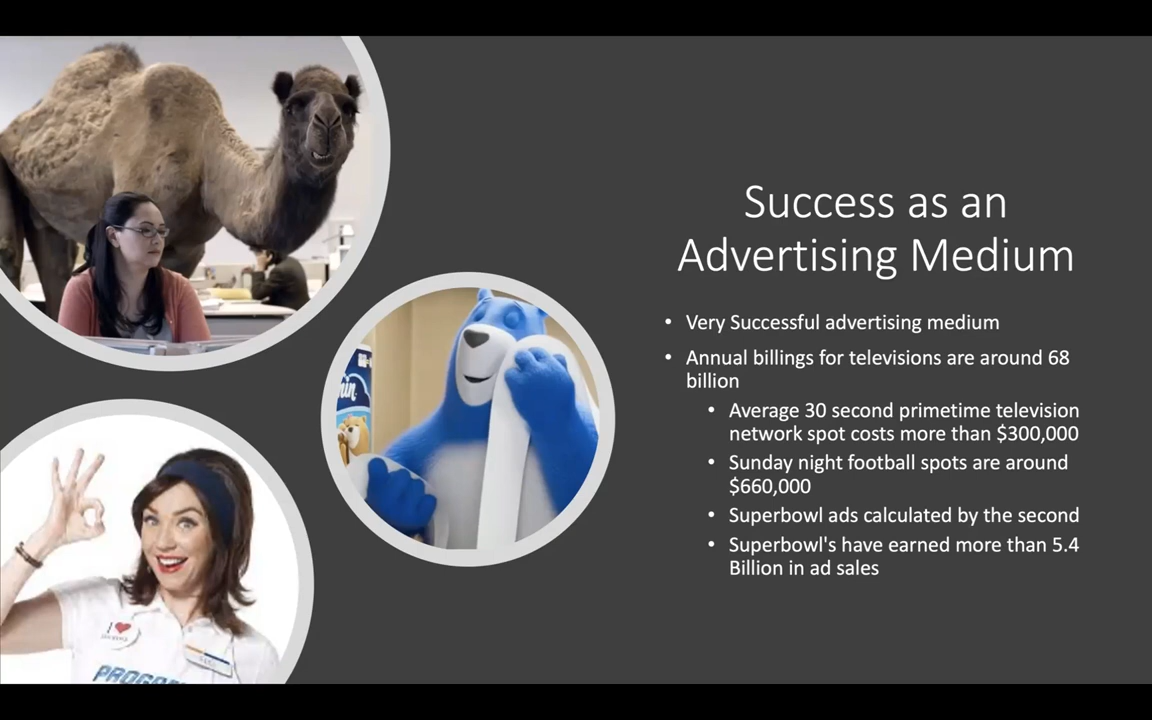 Success as an
Advertising Medium
• Very Successful advertising medium
• Annual billings for televisions are around 68
billion
• Average 30 second primetime television
network spot costs more than $300,000
• Sunday night football spots are around
$660,000
• Superbowl ads calculated by the second
• Superbowl's have earned more than 5.4
Billion in ad sales
I ❤